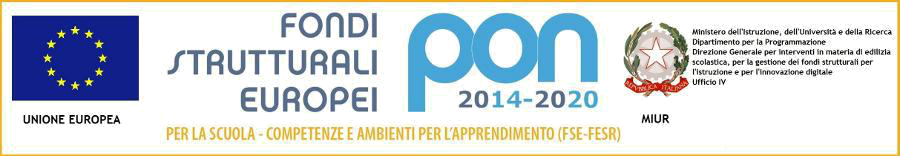 UNIONE EUROPEA
FONDI
STRUTTURALI
EUROPEI
pon
2014-2020
PER LA SCUOLA - COMPETENZE E AMBIENTI PER L'APPRENDIMENTO (FSE-FESR)
REPUBBLICA ITALIANA
MIUR
Ministero dell'Istruzione, dell'Università e della Ricerca
Dipartimento per la Programmazione
Direzione Generale per interventi in materia di edilizia
scolastica, per la gestione dei fondi strutturali per
l'istruzione e per l'innovazione digitale
Ufficio IV